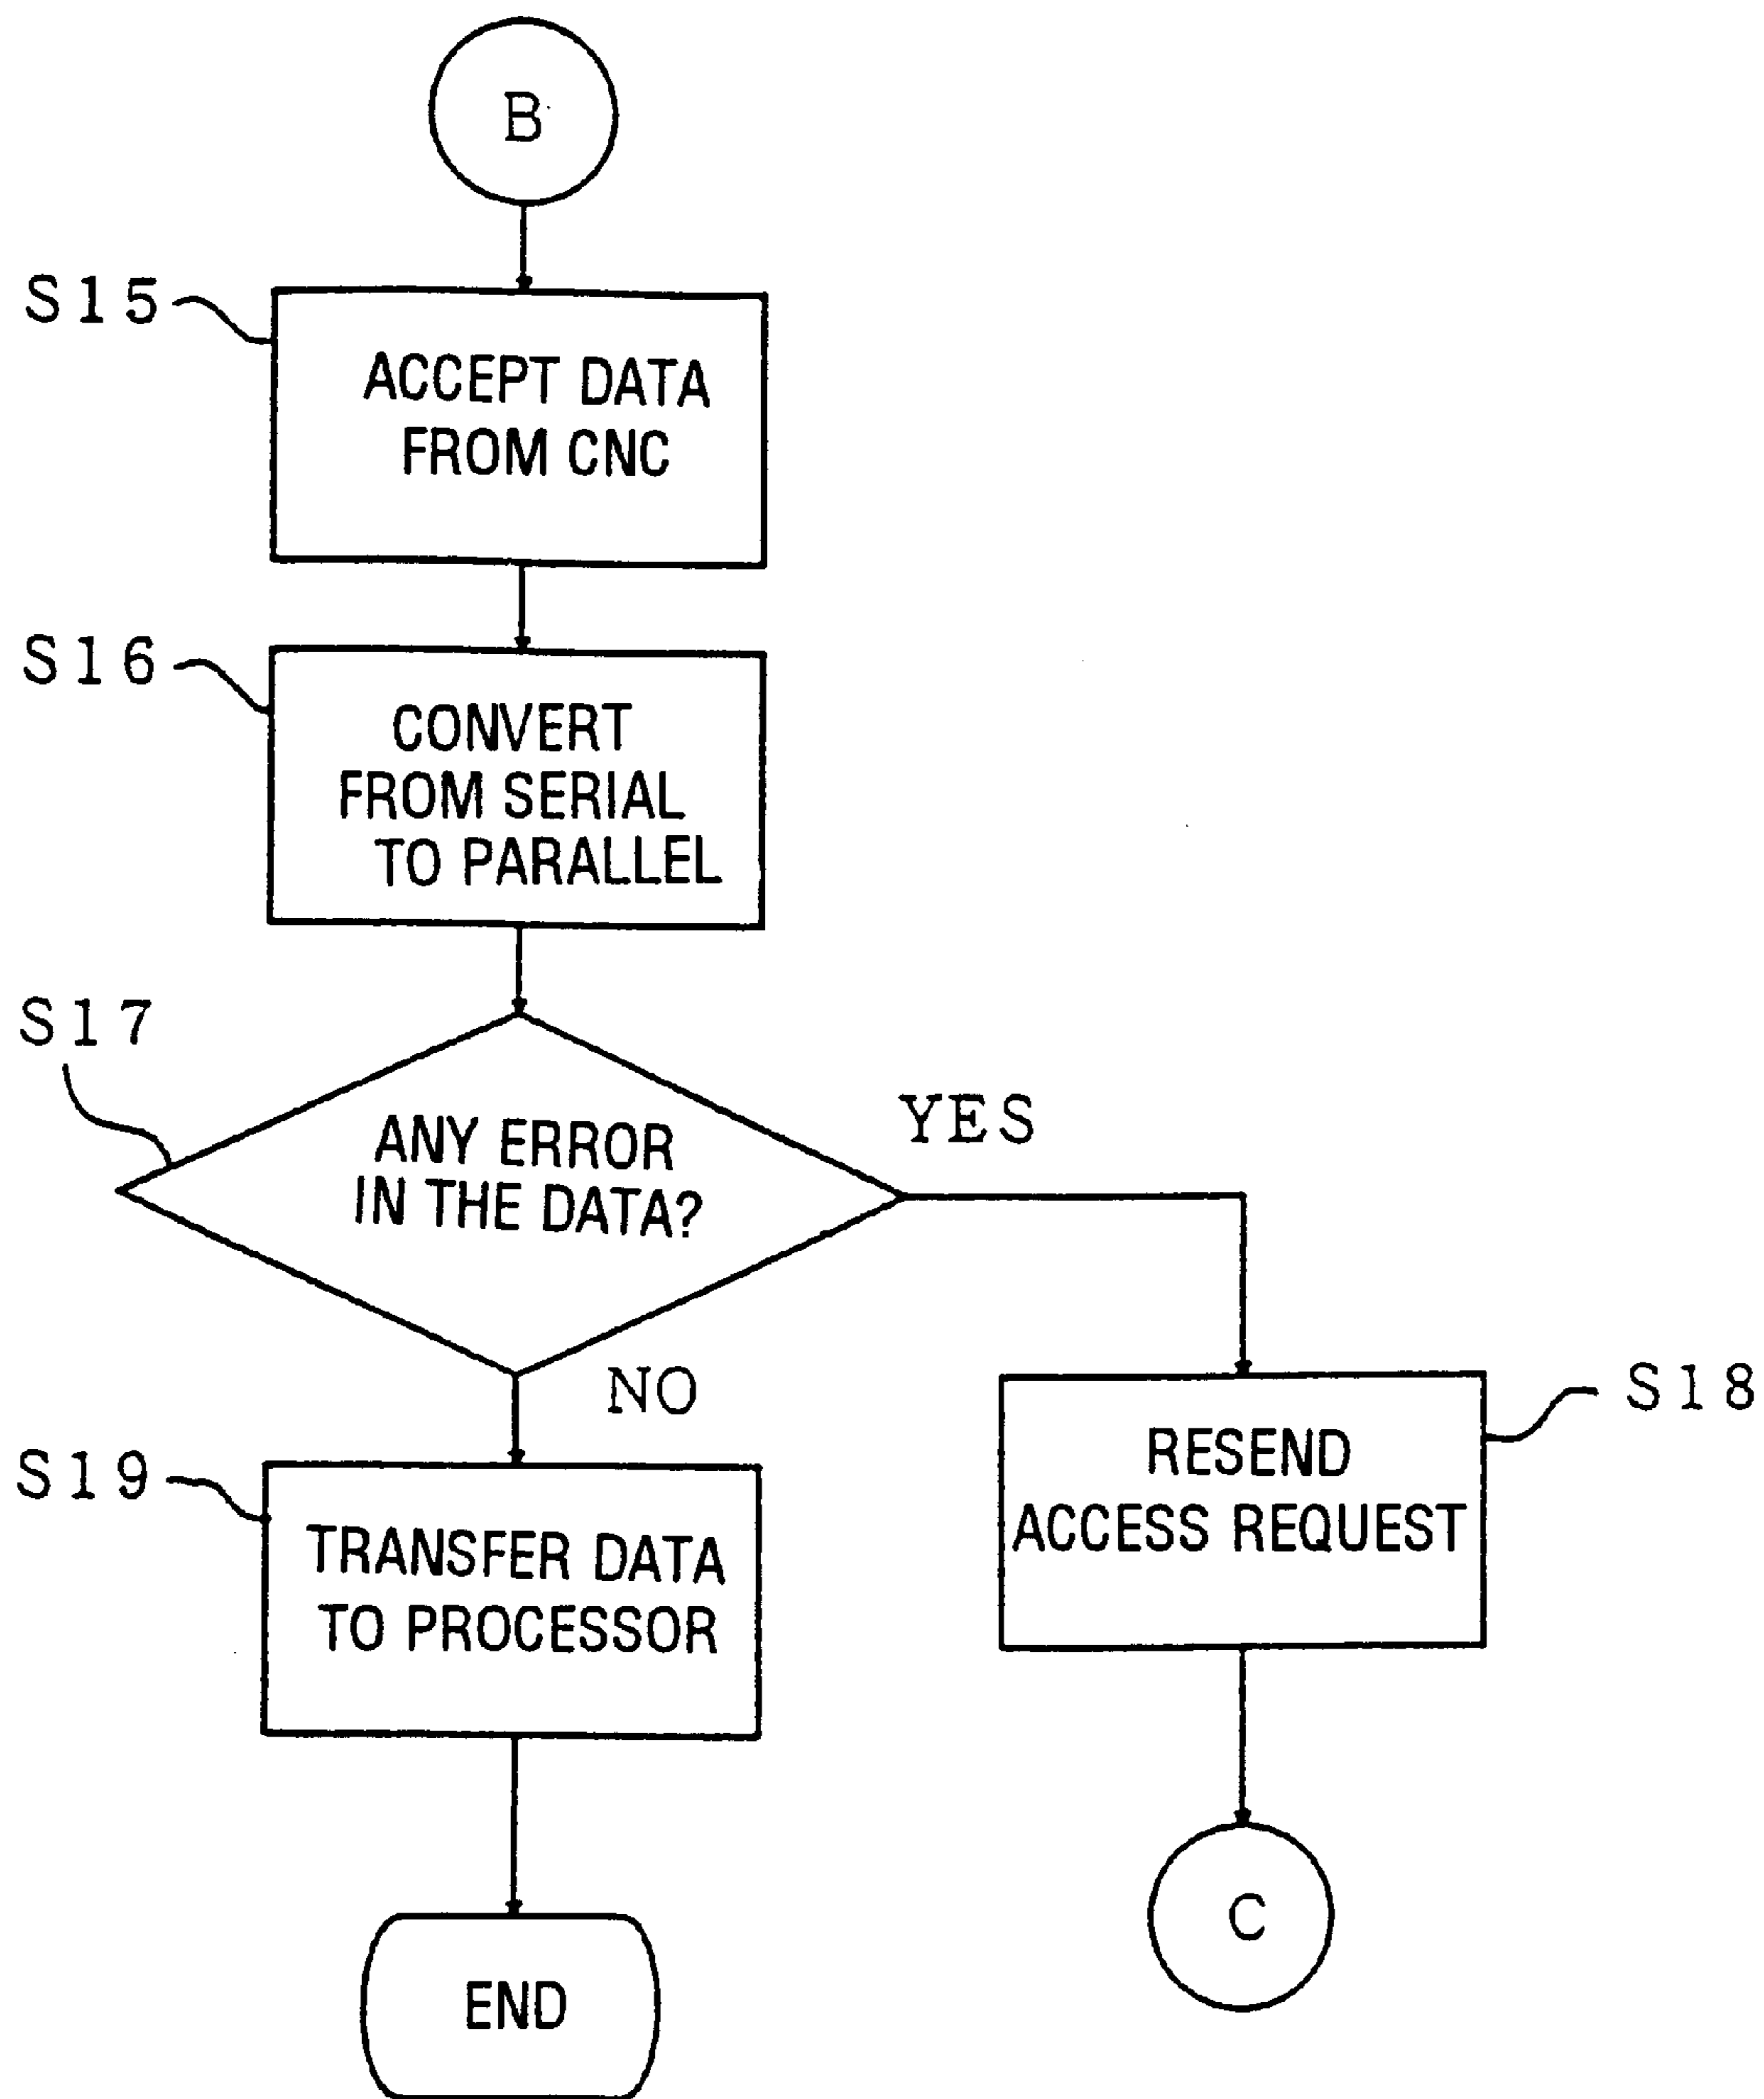 B
S15
ACCEPT DATA
FROM CNC
S16
CONVERT
FROM SERIAL
TO PARALLEL
S17
ANY ERROR
IN THE DATA?
YES
NO
S18
RESEND
ACCESS REQUEST
S19
TRANSFER DATA
TO PROCESSOR
C
END